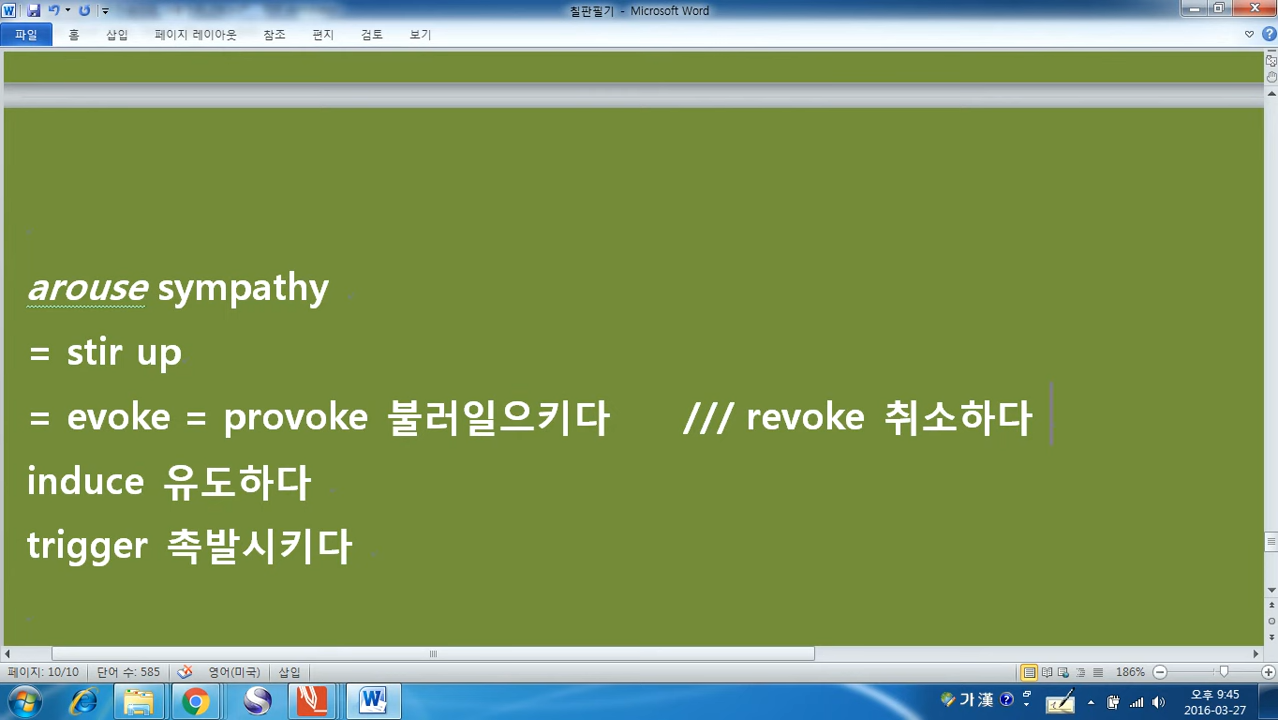 칠판필기 - Microsoft Word
파일 홈 삽입 페이지 레이아웃 참조 편지 검토 보기
arouse sympathy
= stir up
= evoke = provoke 불러일으키다 /// revoke 취소하다
induce 유도하다
trigger 촉발시키다
페이지: 10/10 단어 수: 585 영어(미국) 삽입 186%
가 漢
오후 9:45
2016-03-27